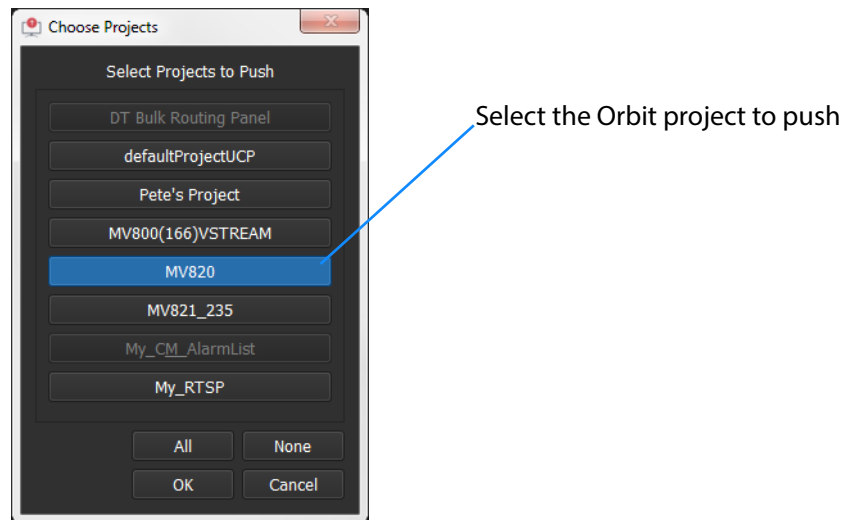 Choose Projects
Select Projects to Push
DT Bulk Routing Panel
Select the Orbit project to push
defaultProjectUCP
Pete's Project
MV800(166)VSTREAM
MV820
MV821_235
My_CM_AlarmList
My_RTSP
All None
OK Cancel